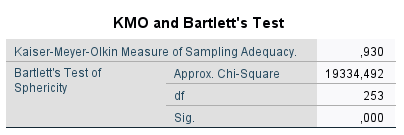 KMO and Bartlett's Test
Kaiser-Meyer-Olkin Measure of Sampling Adequacy. ,930
Bartlett's Test of Sphericity Approx. Chi-Square 19334,492
df 253
Sig. ,000